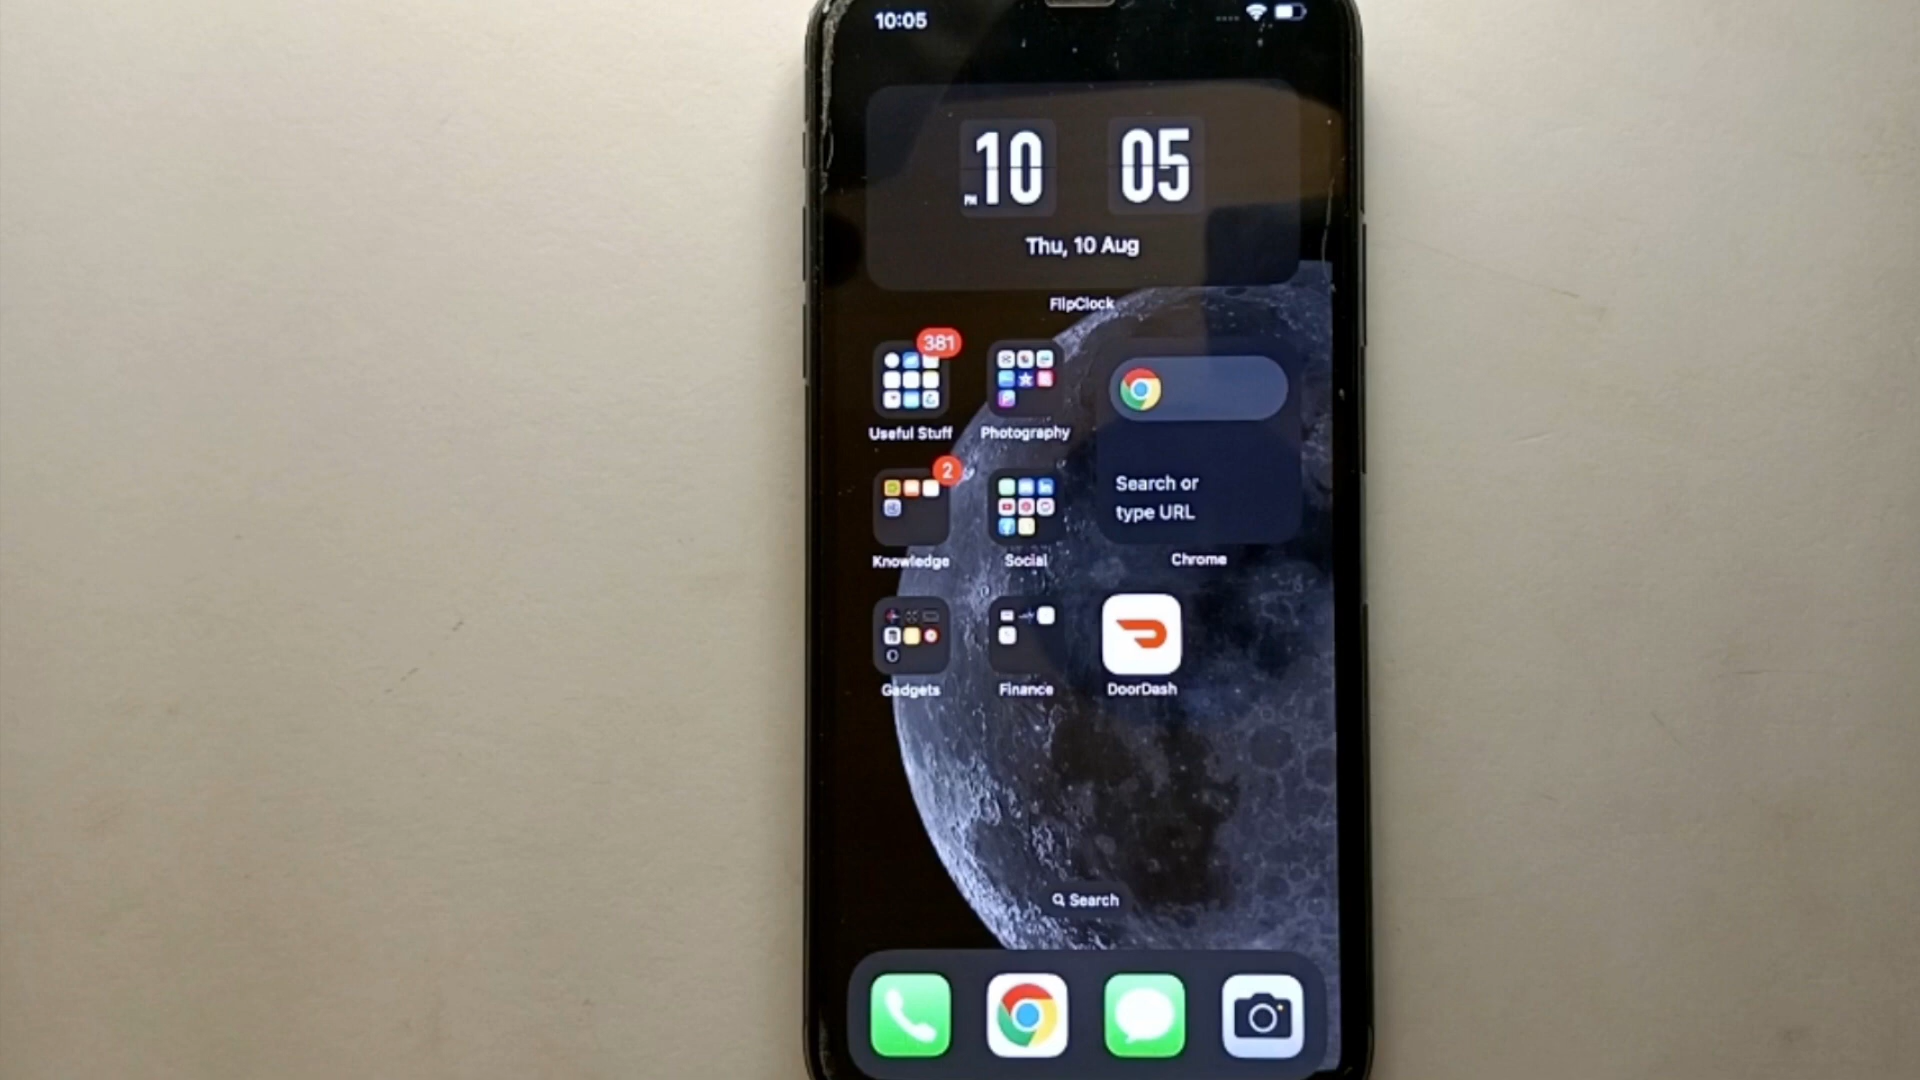 10:05
PM 10 05
Thu, 10 Aug
FlipClock
381
Useful Stuff
Photography
Search or
type URL
2
Knowledge
Social
Chrome
Gadgets
Finance
DoorDash
Search